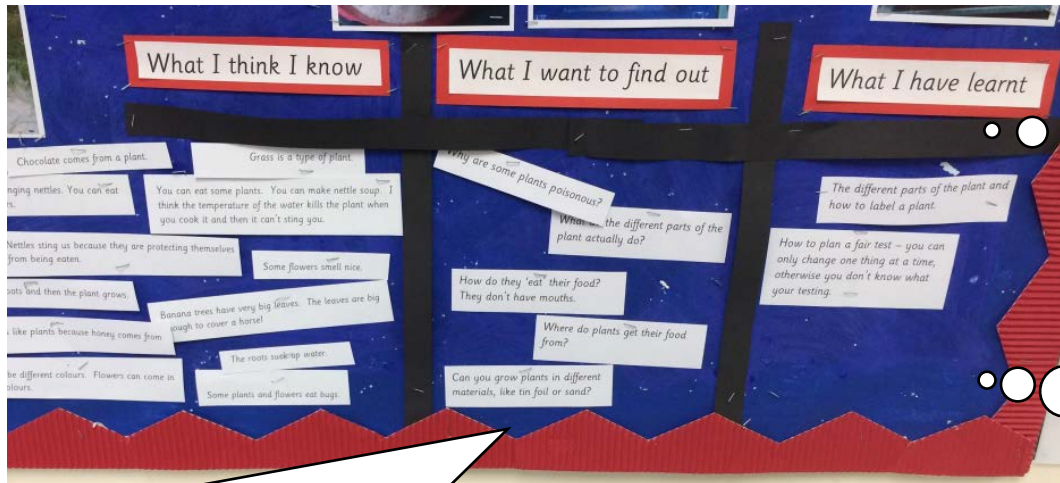 What I think I know
Chocolate comes from a plant.
Grass is a type of plant.
nging nettles. You can eat
rs.
You can eat some plants. You can make nettle soup. I
think the temperature of the water kills the plant when
you cook it and then it can't sting you.
Nettles sting us because they are protecting themselves
from being eaten.
Some flowers smell nice.
oots and then the plant grows.
Banana trees have very big leaves. The leaves are big
ough to cover a horse!
like plants because honey comes from
The roots suck up water.
be different colours. Flowers can come in
olours.
Some plants and flowers eat bugs.
What I want to find out
Why are some plants poisonous?
What the different parts of the
plant actually do?
How do they 'eat' their food?
They don't have mouths.
Where do plants get their food
from?
Can you grow plants in different
materials, like tin foil or sand?
What I have learnt
The different parts of the plant and
how to label a plant.
How to plan a fair test – you can
only change one thing at a time,
otherwise you don't know what
your testing.